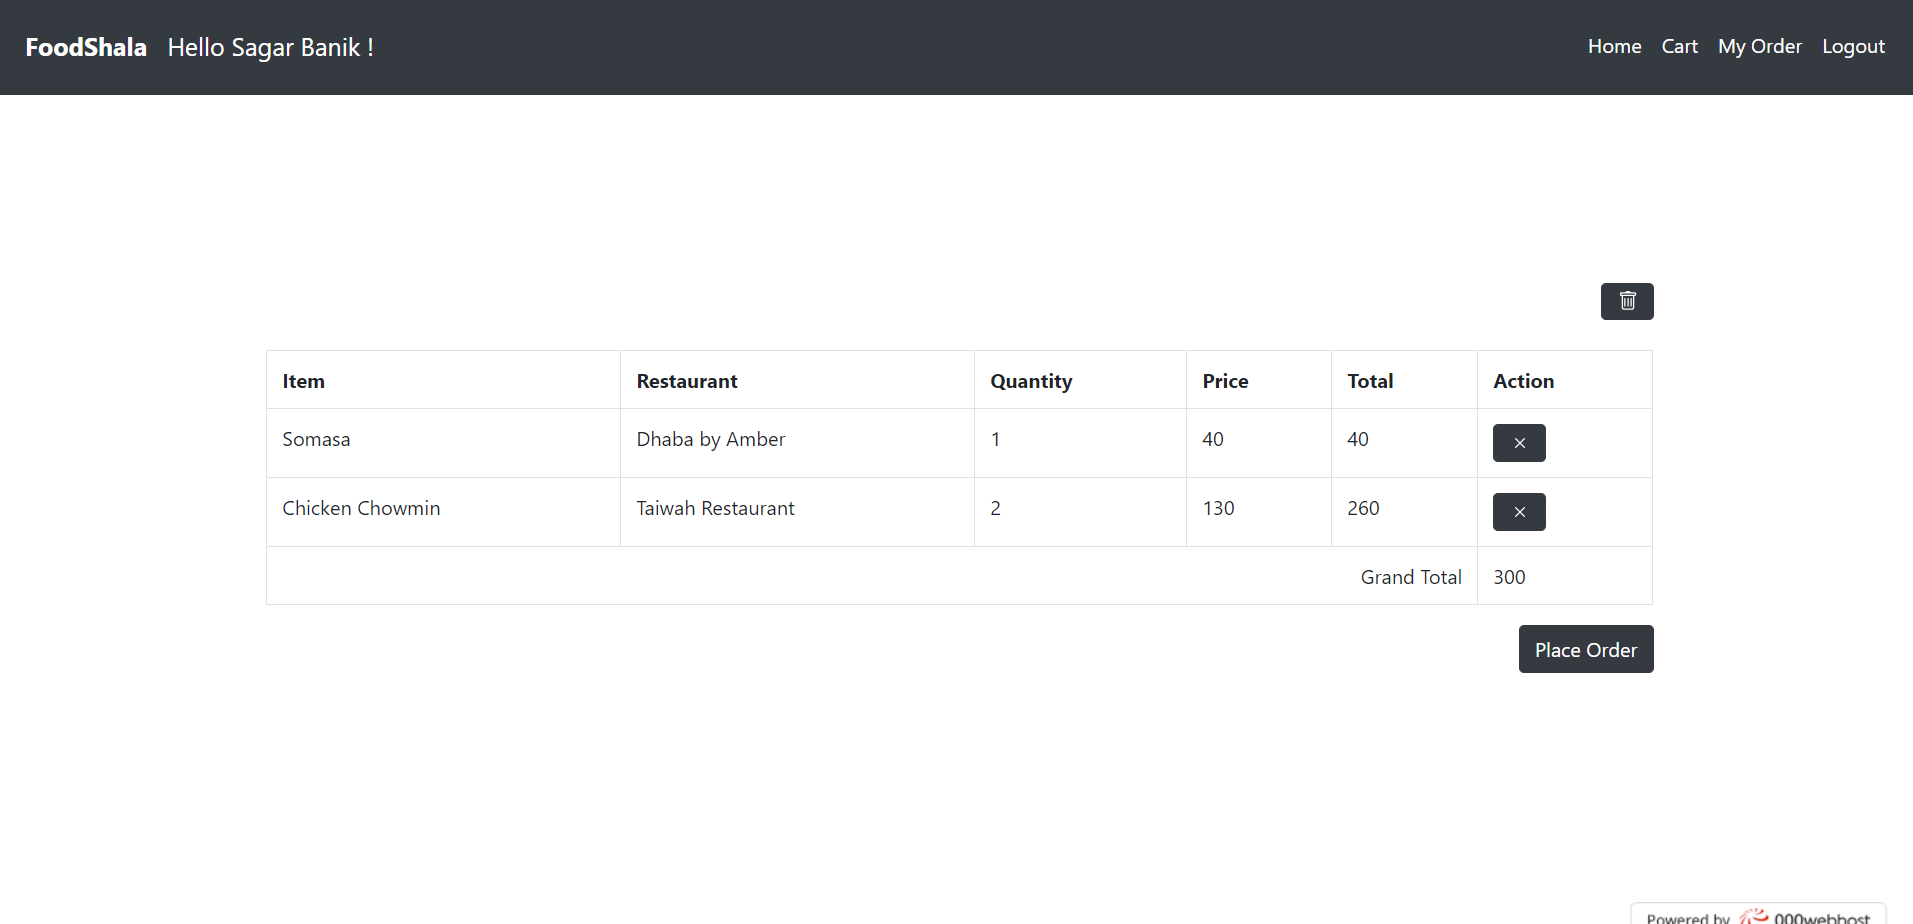 FoodShala Hello Sagar Banik !
Home Cart My Order Logout
Item Restaurant Quantity Price Total Action
Somasa Dhaba by Amber 1 40 40
Chicken Chowmin Taiwah Restaurant 2 130 260
Grand Total 300
Place Order
Powered by 000webhost